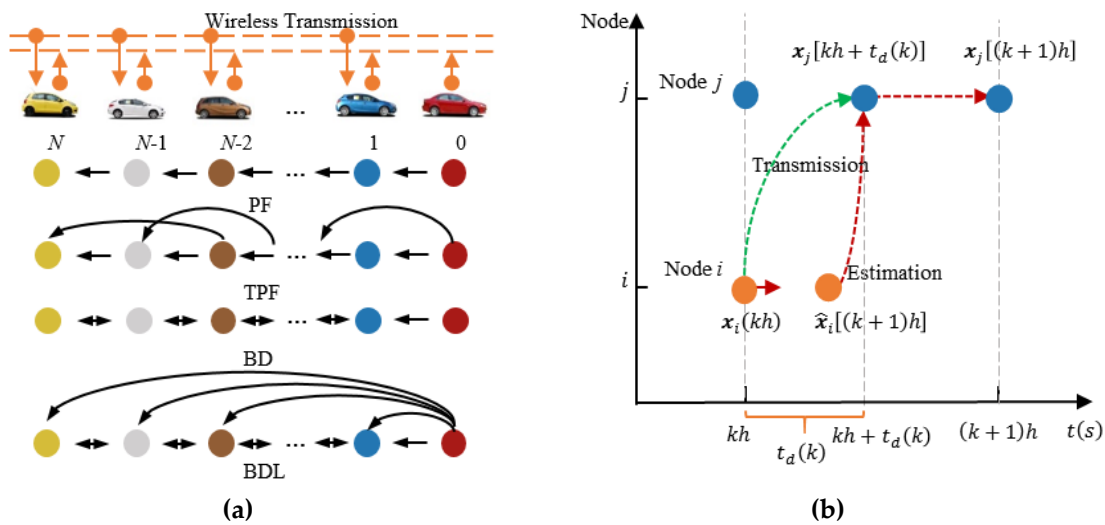 Wireless Transmission
...
N N-1 N-2 1 0
...
PF
...
TPF
...
BD
...
BDL
(a)
Node
x_j[kh + t_d(k)] x_j[(k + 1)h]
j Node j
Transmission
i Node i Estimation
x_i(kh) x̂_i[(k + 1)h]
kh kh + t_d(k) (k + 1)h t(s)
t_d(k)
(b)